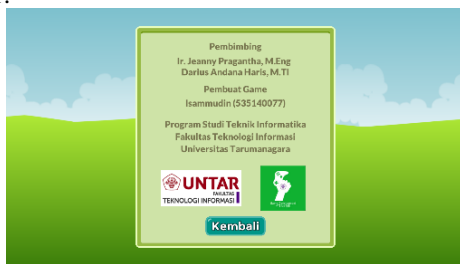 Pembimbing
Ir. Jeanny Pragantha, M.Eng
Darius Andana Haris, M.TI
Pembuat Game
Isammudin (535140077)
Program Studi Teknik Informatika
Fakultas Teknologi Informasi
Universitas Tarumanagara
UNTAR
FAKULTAS
TEKNOLOGI INFORMASI
Kembali